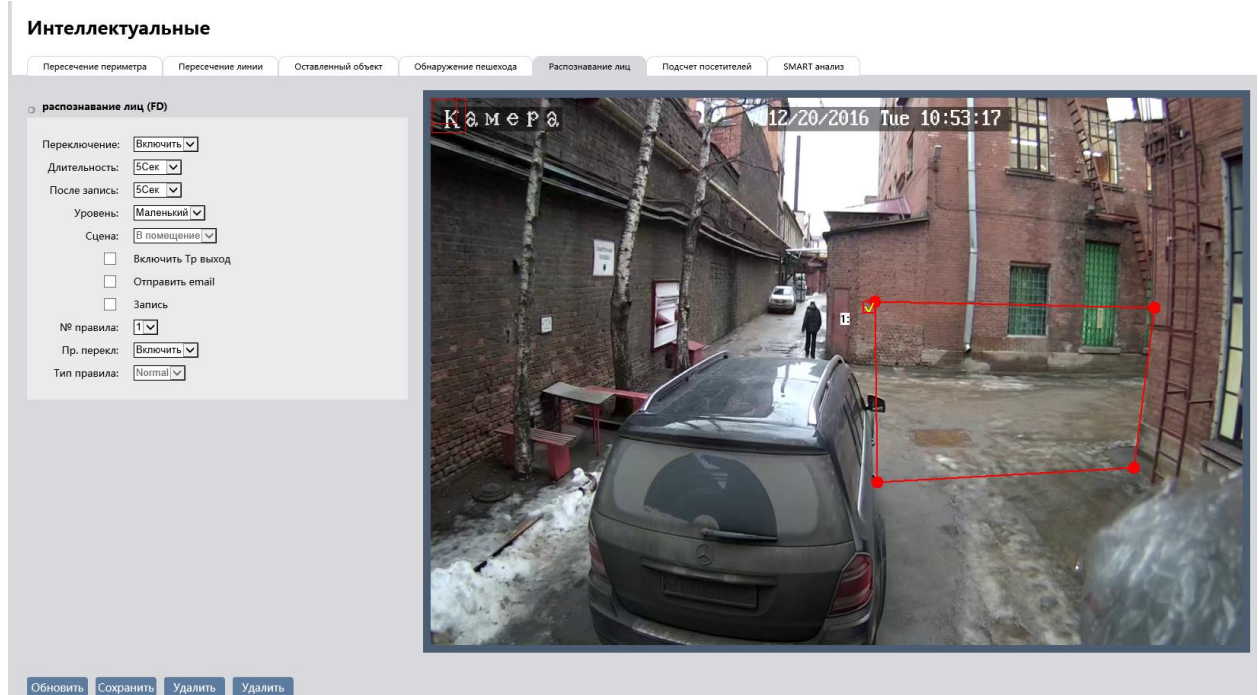 Интеллектуальные
Пересечение периметра Пересечение линии Оставленный объект Обнаружение пешехода Распознавание лиц Подсчет посетителей SMART анализ
распознавание лиц (FD)
Переключение: Включить
Длительность: 5Сек
После запись: 5Сек
Уровень: Маленький
Сцена: В помещение
Включить Тр выход
Отправить email
Запись
№ правила: 1
Пр. перекл: Включить
Тип правила: Normal
Камера 12/20/2016 Tue 10:53:17
1:
Обновить Сохранить Удалить Удалить